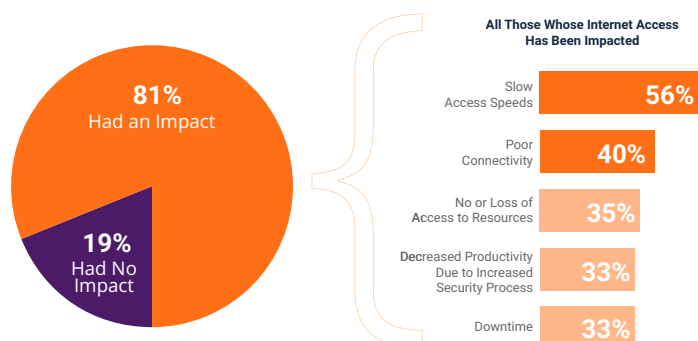 81%
Had an Impact
19%
Had No
Impact
All Those Whose Internet Access
Has Been Impacted
Slow
Access Speeds
56%
Poor
Connectivity
40%
No or Loss of
Access to Resources
35%
Decreased Productivity
Due to Increased
Security Process
33%
Downtime
33%